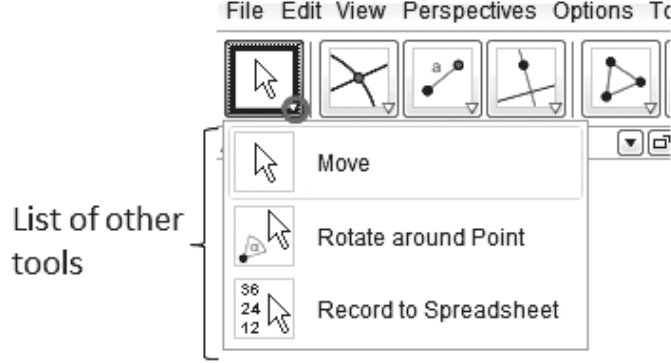 File Edit View Perspectives Options To
a
Move
List of other
tools
α
Rotate around Point
36
24
12
Record to Spreadsheet